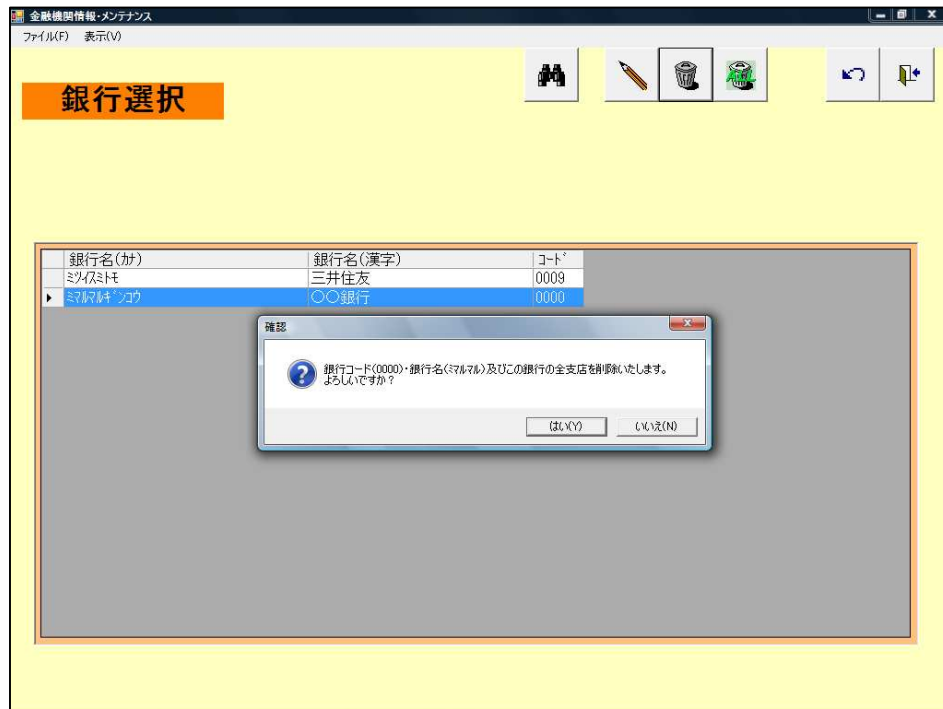 金融機関情報・メンテナンス
ファイル(F) 表示(V)
銀行選択
銀行名(カナ) 銀行名(漢字) コード
ミツイスミトモ 三井住友 0009
ミマルマルギンコウ 〇〇銀行 0000
確認
銀行コード(0000)・銀行名(ミマルマル)及びこの銀行の全支店を削除いたします。
よろしいですか?
はい(Y) いいえ(N)